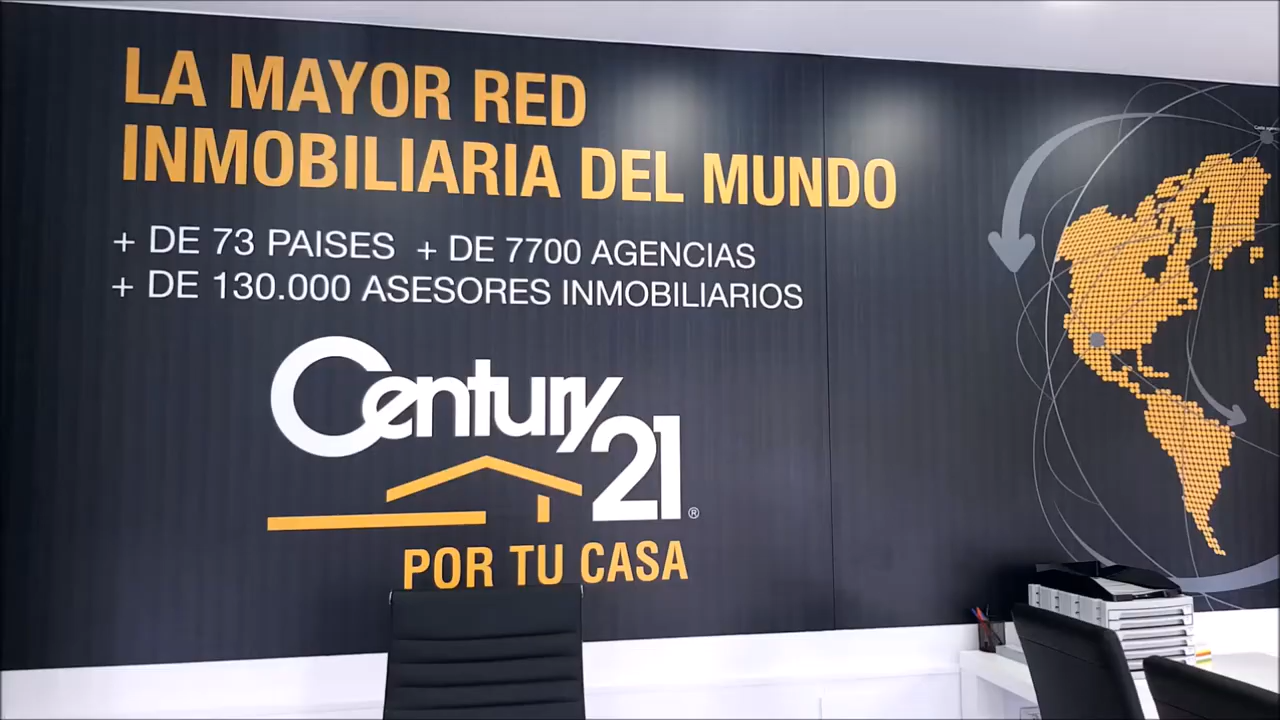 LA MAYOR RED
INMOBILIARIA DEL MUNDO
+ DE 73 PAISES + DE 7700 AGENCIAS
+ DE 130.000 ASESORES INMOBILIARIOS
Century
21®
POR TU CASA